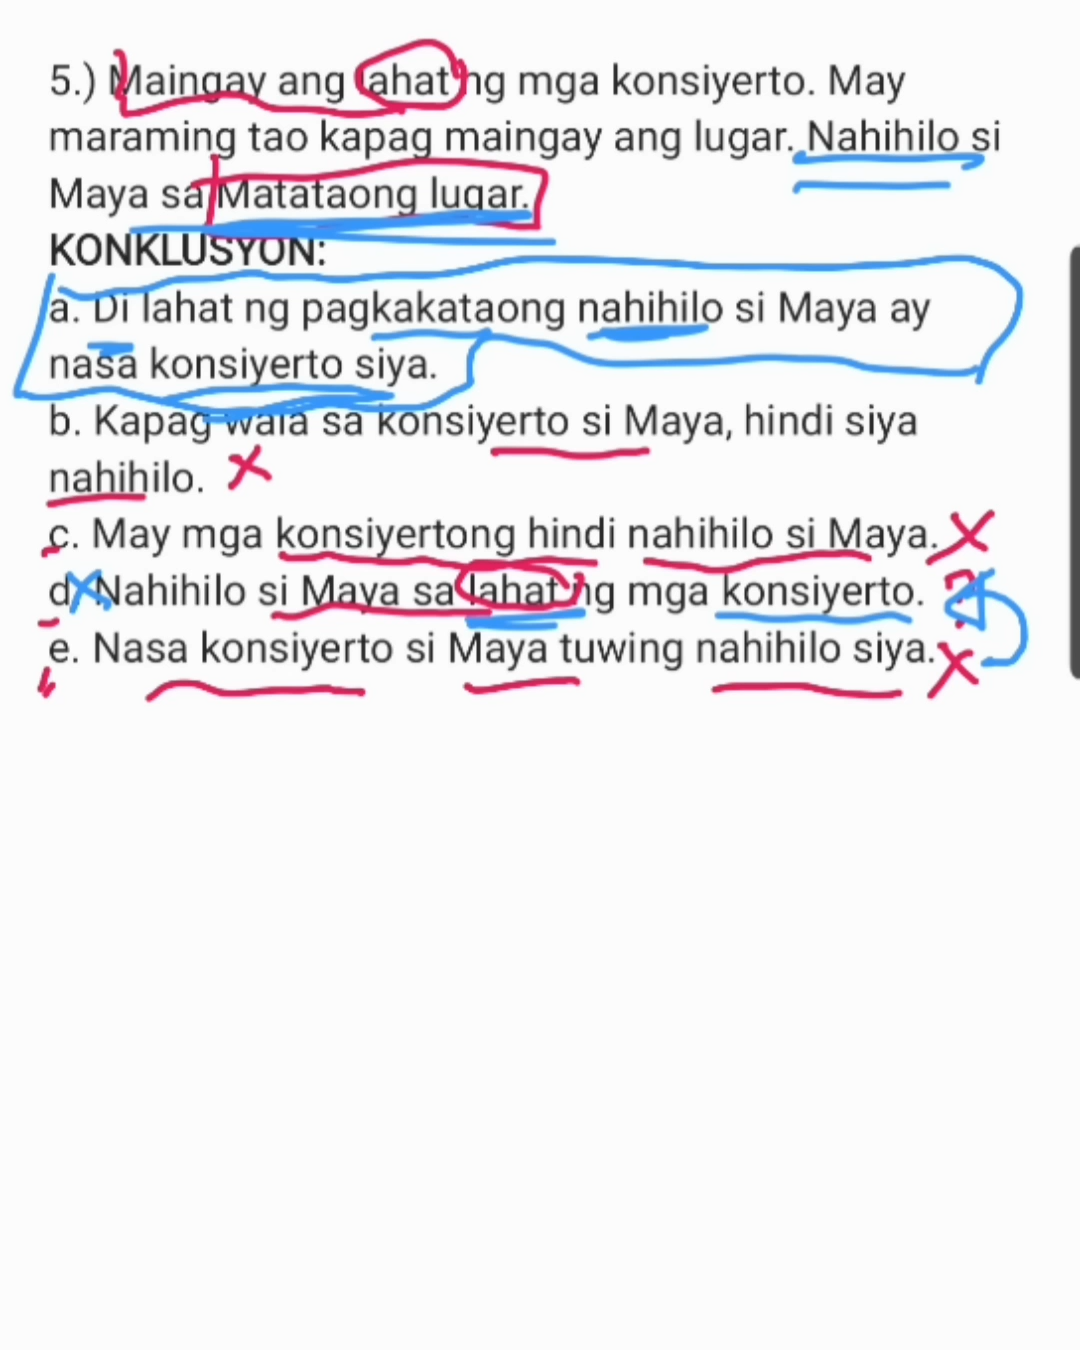 5.) Maingay ang lahat ng mga konsiyerto. May
maraming tao kapag maingay ang lugar. Nahihilo si
Maya sa Matataong lugar.
KONKLUSYON:
a. Di lahat ng pagkakataong nahihilo si Maya ay
nasa konsiyerto siya.
b. Kapag wala sa konsiyerto si Maya, hindi siya
nahihilo.
c. May mga konsiyertong hindi nahihilo si Maya.
d. Nahihilo si Maya sa lahat ng mga konsiyerto. ?
e. Nasa konsiyerto si Maya tuwing nahihilo siya.